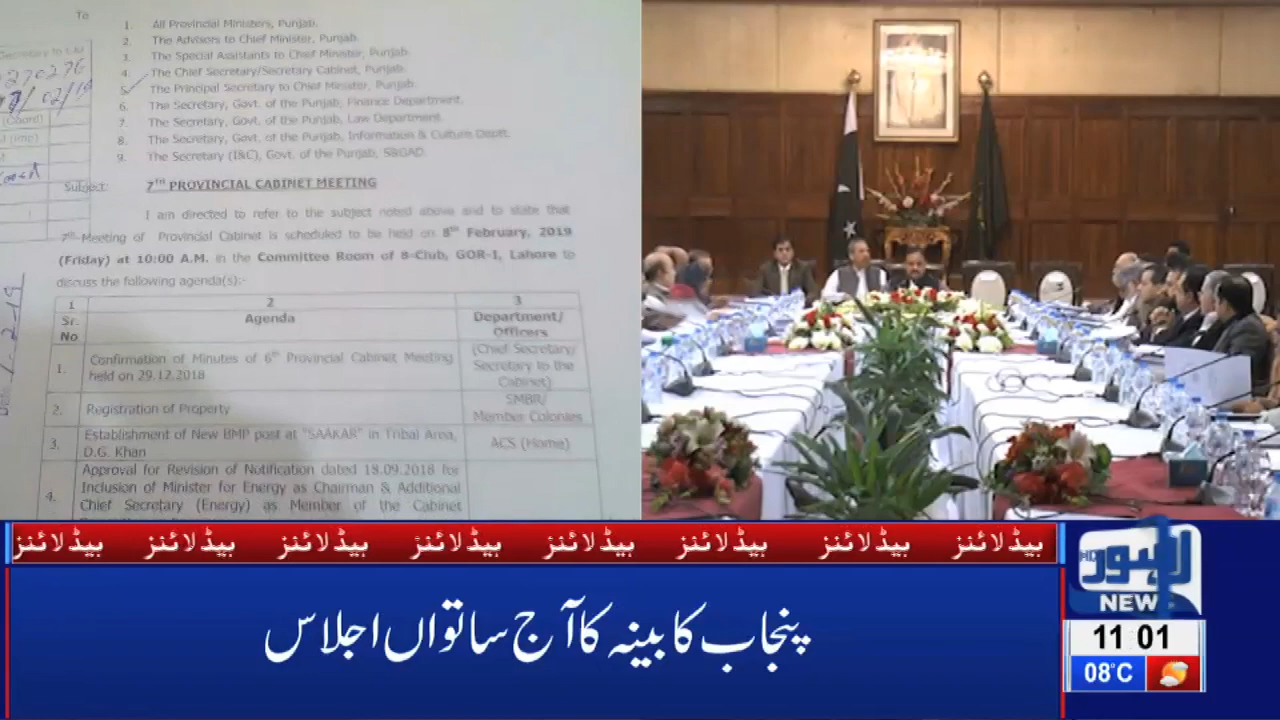 To
1. All Provincial Ministers, Punjab.
2. The Advisors to Chief Minister, Punjab.
3. The Special Assistants to Chief Minister, Punjab.
4. The Chief Secretary/Secretary Cabinet, Punjab.
5. The Principal Secretary to Chief Minister, Punjab.
6. The Secretary, Govt. of the Punjab, Finance Department.
7. The Secretary, Govt. of the Punjab, Law Department.
8. The Secretary, Govt. of the Punjab, Information & Culture Deptt.
9. The Secretary (I&C), Govt. of the Punjab, S&GAD.
Subject: 7TH PROVINCIAL CABINET MEETING
I am directed to refer to the subject noted above and to state that
7th Meeting of Provincial Cabinet is scheduled to be held on 8th February, 2019
(Friday) at 10:00 A.M. in the Committee Room of 8-Club, GOR-I, Lahore to
discuss the following agenda(s):-
1 2 3
Sr. No Agenda Department/ Officers
1. Confirmation of Minutes of 6th Provincial Cabinet Meeting
held on 29.12.2018
(Chief Secretary/
Secretary to the
Cabinet)
2. Registration of Property
SMBR/
Member Colonies
3. Establishment of New BMP post at "SAAKAR" in Tribal Area,
D.G. Khan
ACS (Home)
4. Approval for Revision of Notification dated 18.09.2018 for
Inclusion of Minister for Energy as Chairman & Additional
Chief Secretary (Energy) as Member of the Cabinet
ہیڈلائنز ہیڈلائنز ہیڈلائنز ہیڈلائنز ہیڈلائنز ہیڈلائنز ہیڈلائنز ہیڈلائنز
پنجاب کابینہ کا آج ساتواں اجلاس
لاہور
HD
NEW
11 01
08°C